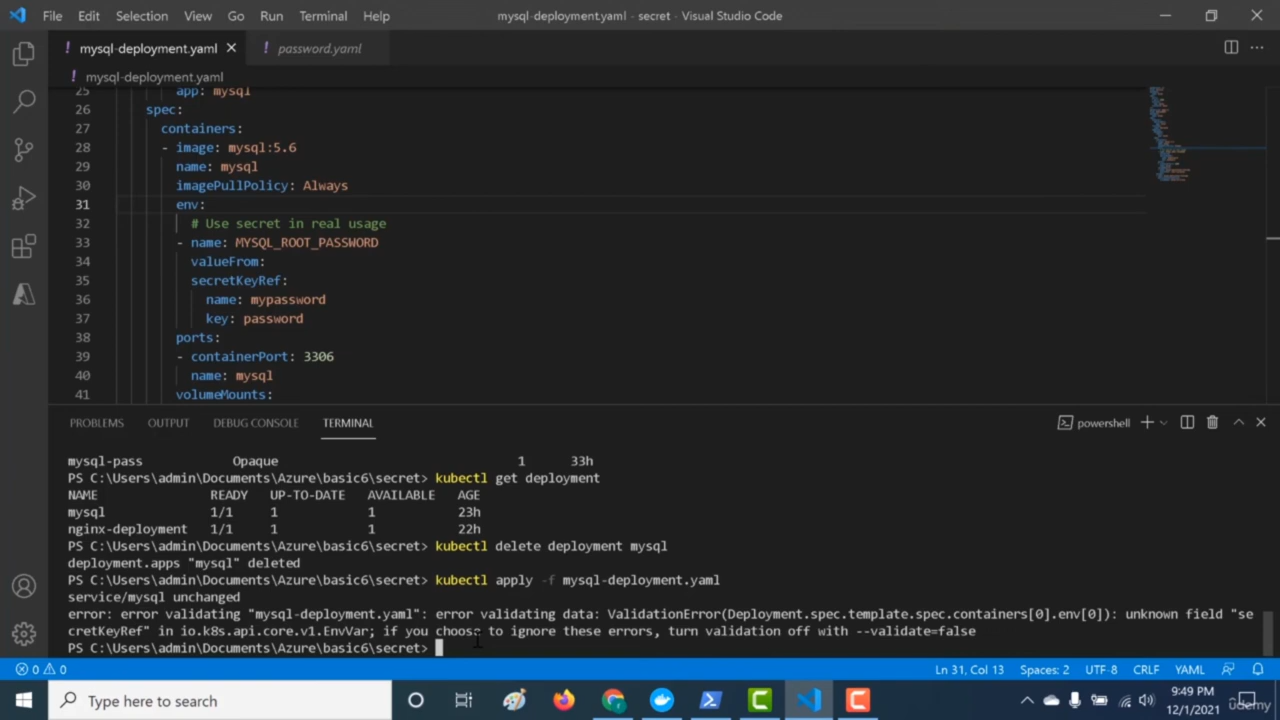 File Edit Selection View Go Run Terminal Help mysql-deployment.yaml - secret - Visual Studio Code
! mysql-deployment.yaml ! password.yaml
! mysql-deployment.yaml
25 app: mysql
26 spec:
27 containers:
28 - image: mysql:5.6
29 name: mysql
30 imagePullPolicy: Always
31 env:
32 # Use secret in real usage
33 - name: MYSQL_ROOT_PASSWORD
34 valueFrom:
35 secretKeyRef:
36 name: mypassword
37 key: password
38 ports:
39 - containerPort: 3306
40 name: mysql
41 volumeMounts:
PROBLEMS OUTPUT DEBUG CONSOLE TERMINAL powershell
mysql-pass Opaque 1 33h
PS C:\Users\admin\Documents\Azure\basic6\secret> kubectl get deployment
NAME READY UP-TO-DATE AVAILABLE AGE
mysql 1/1 1 1 23h
nginx-deployment 1/1 1 1 22h
PS C:\Users\admin\Documents\Azure\basic6\secret> kubectl delete deployment mysql
deployment.apps "mysql" deleted
PS C:\Users\admin\Documents\Azure\basic6\secret> kubectl apply -f mysql-deployment.yaml
service/mysql unchanged
error: error validating "mysql-deployment.yaml": error validating data: ValidationError(Deployment.spec.template.spec.containers[0].env[0]): unknown field "se
cretKeyRef" in io.k8s.api.core.v1.EnvVar; if you choose to ignore these errors, turn validation off with --validate=false
PS C:\Users\admin\Documents\Azure\basic6\secret>
0 0 Ln 31, Col 13 Spaces: 2 UTF-8 CRLF YAML
Type here to search
9:49 PM
12/1/2021
udemy